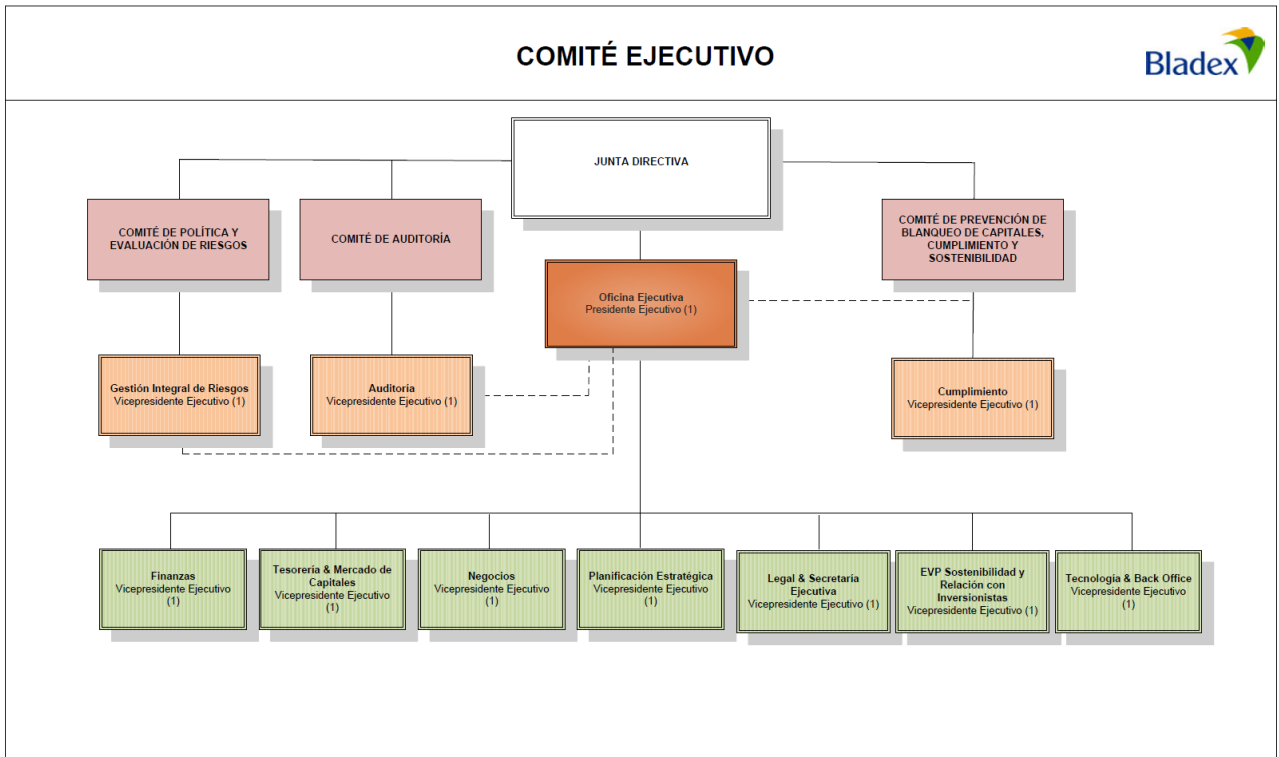 COMITÉ EJECUTIVO
Bladex
JUNTA DIRECTIVA
COMITÉ DE POLÍTICA Y
EVALUACIÓN DE RIESGOS
COMITÉ DE AUDITORÍA
COMITÉ DE PREVENCIÓN DE
BLANQUEO DE CAPITALES,
CUMPLIMIENTO Y
SOSTENIBILIDAD
Oficina Ejecutiva
Presidente Ejecutivo (1)
Gestión Integral de Riesgos
Vicepresidente Ejecutivo (1)
Auditoría
Vicepresidente Ejecutivo (1)
Cumplimiento
Vicepresidente Ejecutivo (1)
Finanzas
Vicepresidente Ejecutivo
(1)
Tesorería & Mercado de
Capitales
Vicepresidente Ejecutivo
(1)
Negocios
Vicepresidente Ejecutivo
(1)
Planificación Estratégica
Vicepresidente Ejecutivo
(1)
Legal & Secretaría
Ejecutiva
Vicepresidente Ejecutivo (1)
EVP Sostenibilidad y
Relación con
Inversionistas
Vicepresidente Ejecutivo (1)
Tecnología & Back Office
Vicepresidente Ejecutivo
(1)